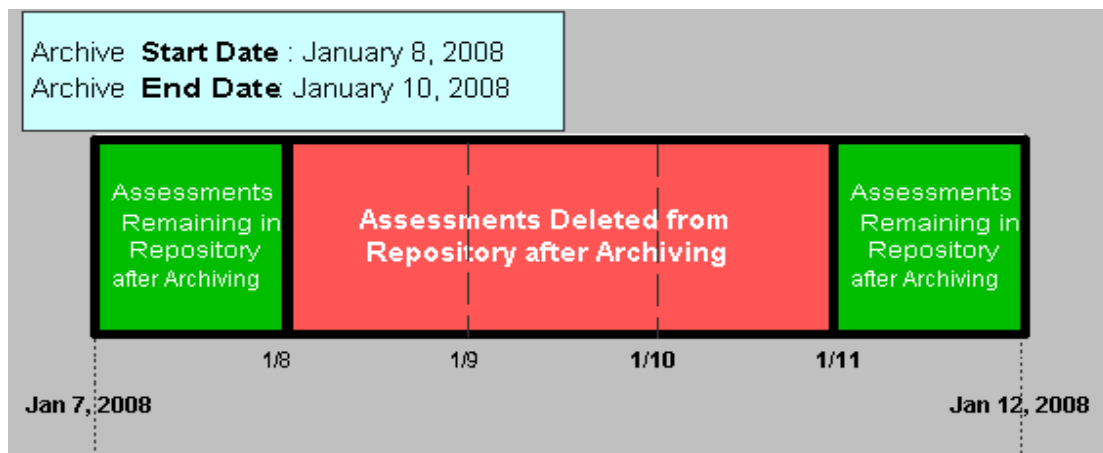 Archive Start Date : January 8, 2008
Archive End Date: January 10, 2008
Assessments
Remaining in
Repository
after Archiving
Assessments Deleted from
Repository after Archiving
Assessments
Remaining in
Repository
after Archiving
1/8
1/9
1/10
1/11
Jan 7, 2008
Jan 12, 2008